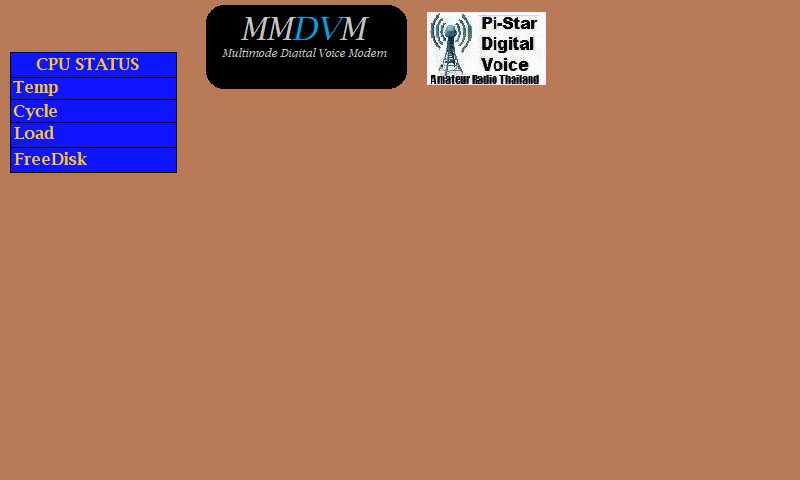 MMDVM
Multimode Digital Voice Modem
Pi-Star
Digital
Voice
Amateur Radio Thailand
CPU STATUS
Temp
Cycle
Load
FreeDisk